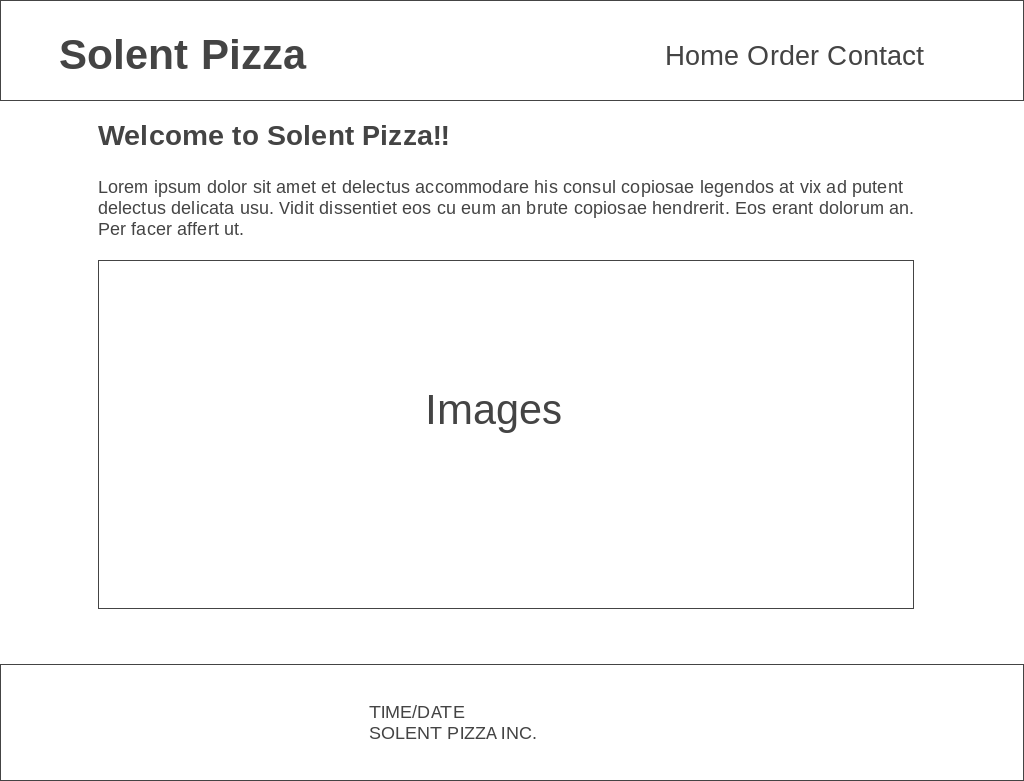 Solent Pizza
Home Order Contact
Welcome to Solent Pizza!!
Lorem ipsum dolor sit amet et delectus accommodare his consul copiosae legendos at vix ad putent
delectus delicata usu. Vidit dissentiet eos cu eum an brute copiosae hendrerit. Eos erant dolorum an.
Per facer affert ut.
Images
TIME/DATE
SOLENT PIZZA INC.